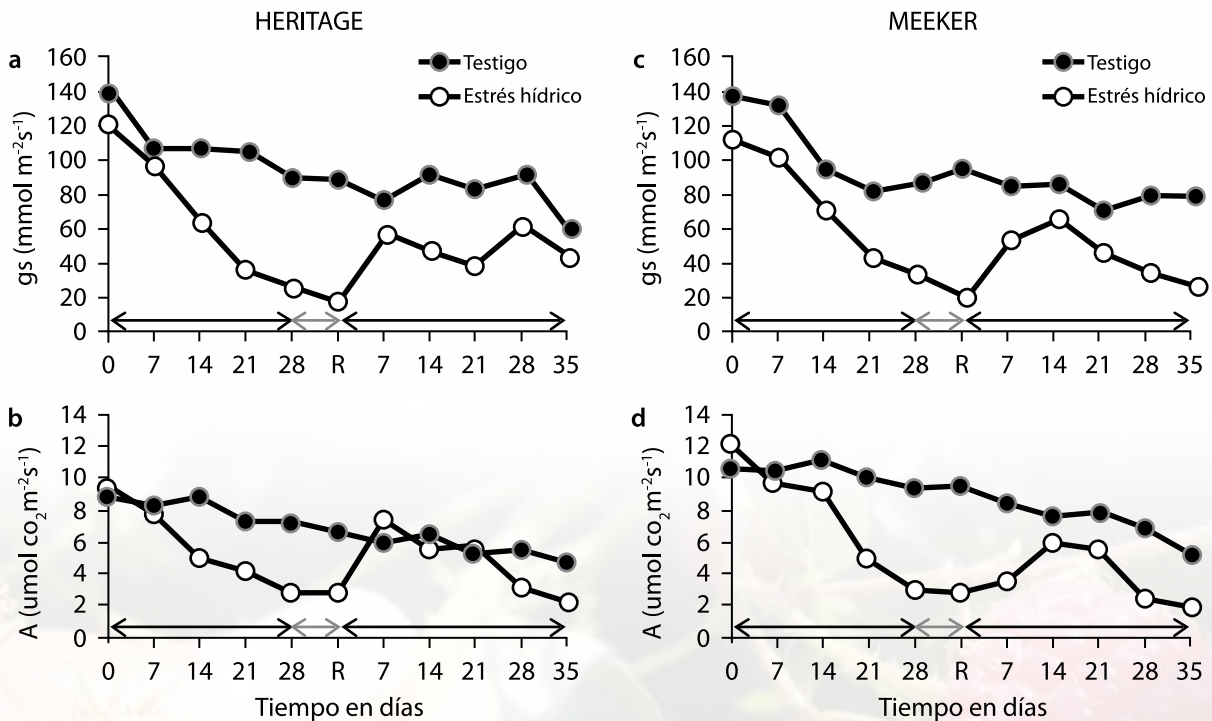 HERITAGE
a
160
140
120
100
80
60
40
20
0
gs (mmol m⁻²s⁻¹)
Testigo
Estrés hídrico
0 7 14 21 28 R 7 14 21 28 35
b
14
12
10
8
6
4
2
0
A (umol co₂m⁻²s⁻¹)
0 7 14 21 28 R 7 14 21 28 35
Tiempo en días
MEEKER
c
160
140
120
100
80
60
40
20
0
gs (mmol m⁻²s⁻¹)
Testigo
Estrés hídrico
0 7 14 21 28 R 7 14 21 28 35
d
14
12
10
8
6
4
2
0
A (umol co₂m⁻²s⁻¹)
0 7 14 21 28 R 7 14 21 28 35
Tiempo en días